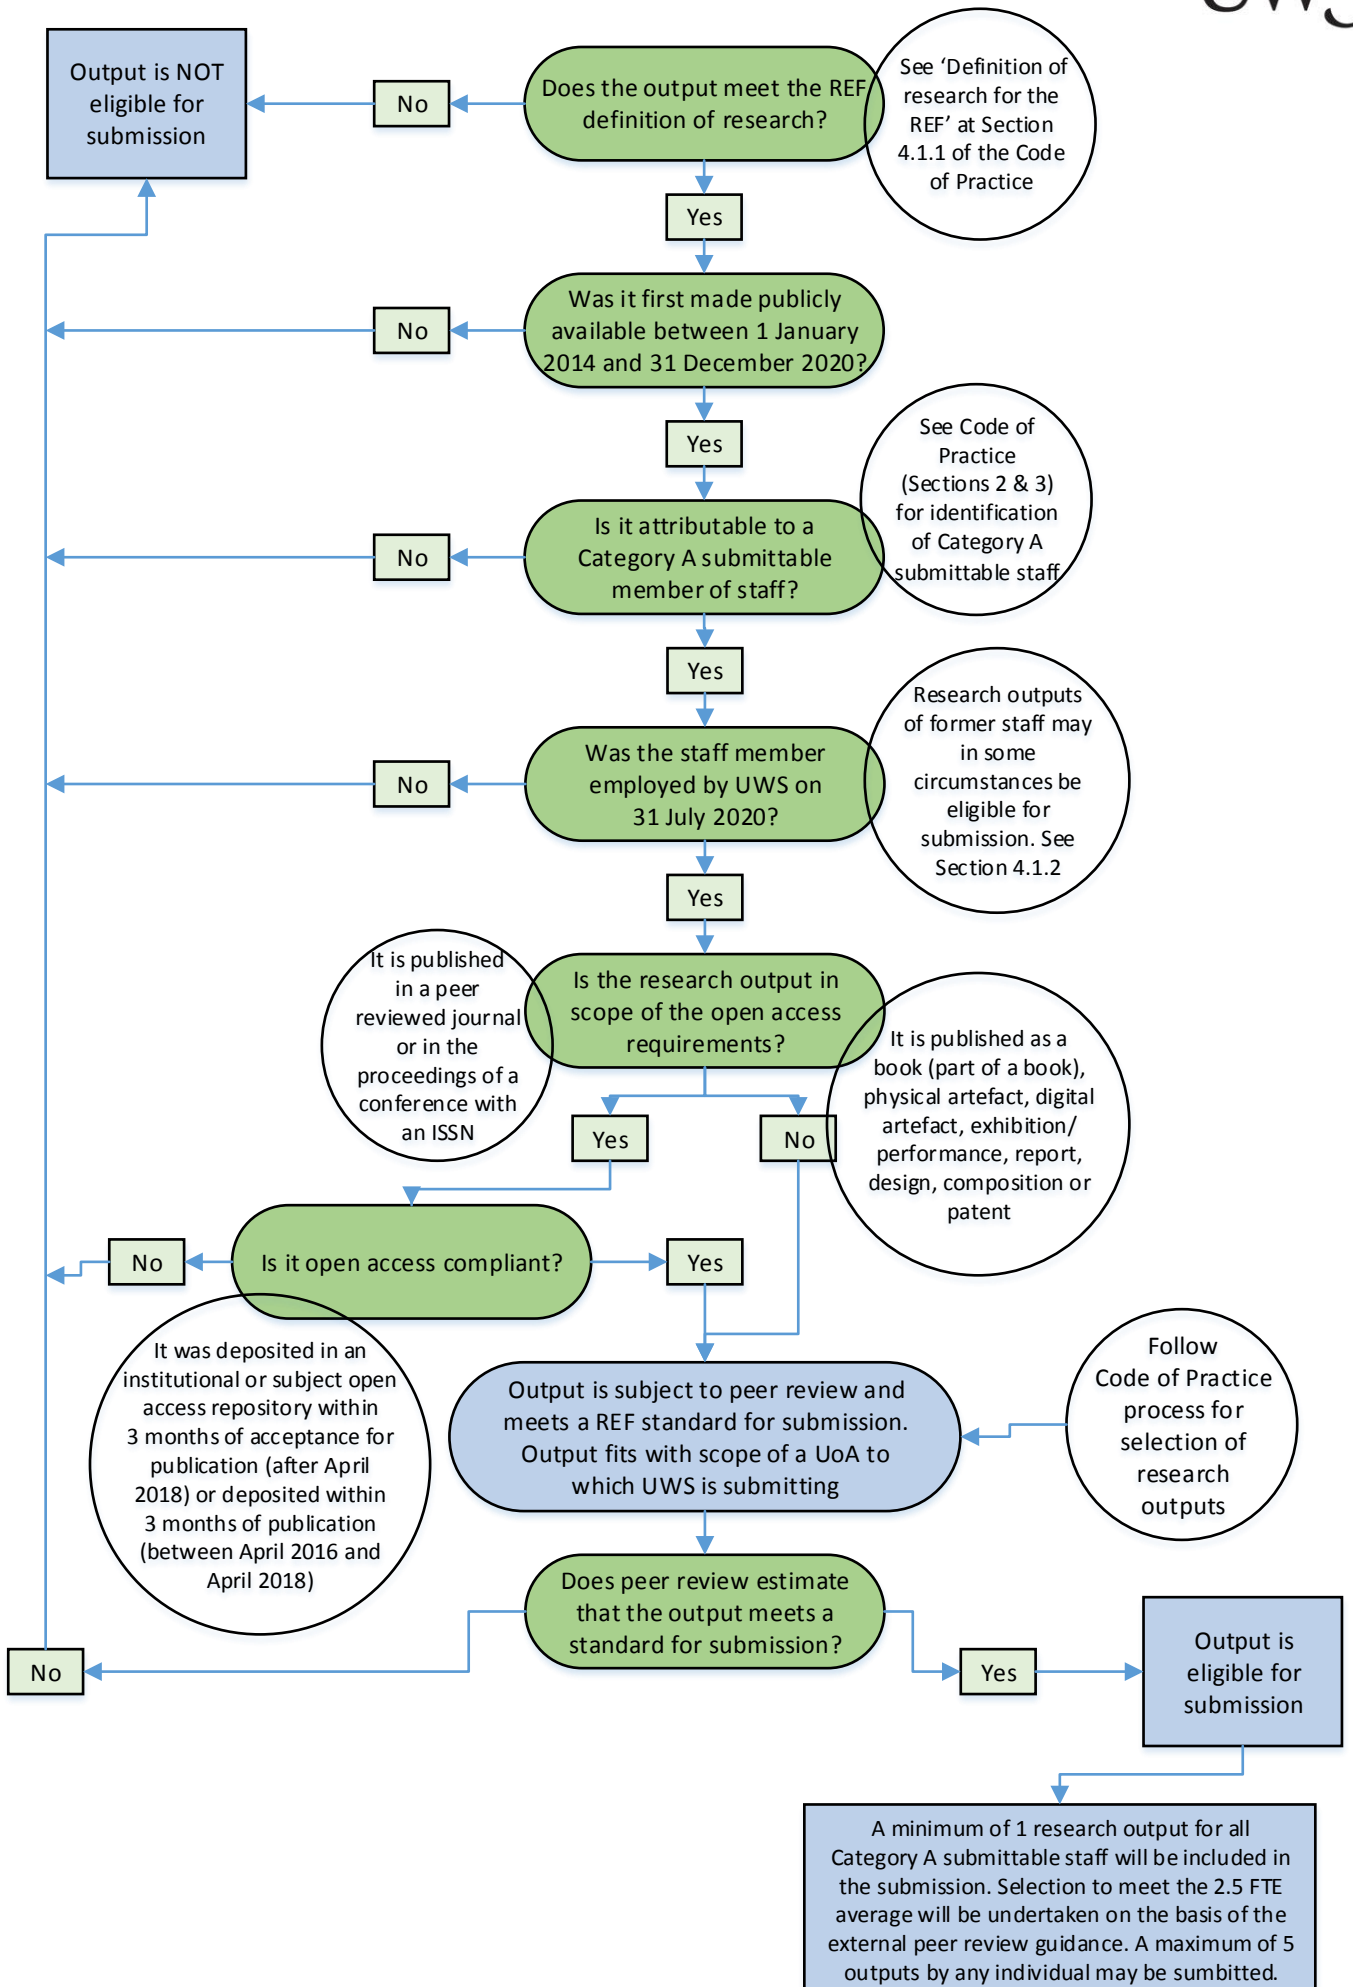 UWS
Output is NOT
eligible for
submission
No
Does the output meet the REF
definition of research?
See ‘Definition of
research for the
REF’ at Section
4.1.1 of the Code
of Practice
Yes
Was it first made publicly
available between 1 January
2014 and 31 December 2020?
No
Yes
See Code of
Practice
(Sections 2 & 3)
for identification
of Category A
submittable staff
Is it attributable to a
Category A submittable
member of staff?
No
Yes
Research outputs
of former staff may
in some
circumstances be
eligible for
submission. See
Section 4.1.2
Was the staff member
employed by UWS on
31 July 2020?
No
Yes
It is published
in a peer
reviewed journal
or in the
proceedings of a
conference with
an ISSN
Is the research output in
scope of the open access
requirements?
It is published as a
book (part of a book),
physical artefact, digital
artefact, exhibition/
performance, report,
design, composition or
patent
Yes
No
No
Is it open access compliant?
Yes
It was deposited in an
institutional or subject open
access repository within
3 months of acceptance for
publication (after April
2018) or deposited within
3 months of publication
(between April 2016 and
April 2018)
Output is subject to peer review and
meets a REF standard for submission.
Output fits with scope of a UoA to
which UWS is submitting
Follow
Code of Practice
process for
selection of
research
outputs
Does peer review estimate
that the output meets a
standard for submission?
No
Yes
Output is
eligible for
submission
A minimum of 1 research output for all
Category A submittable staff will be included in
the submission. Selection to meet the 2.5 FTE
average will be undertaken on the basis of the
external peer review guidance. A maximum of 5
outputs by any individual may be sumbitted.